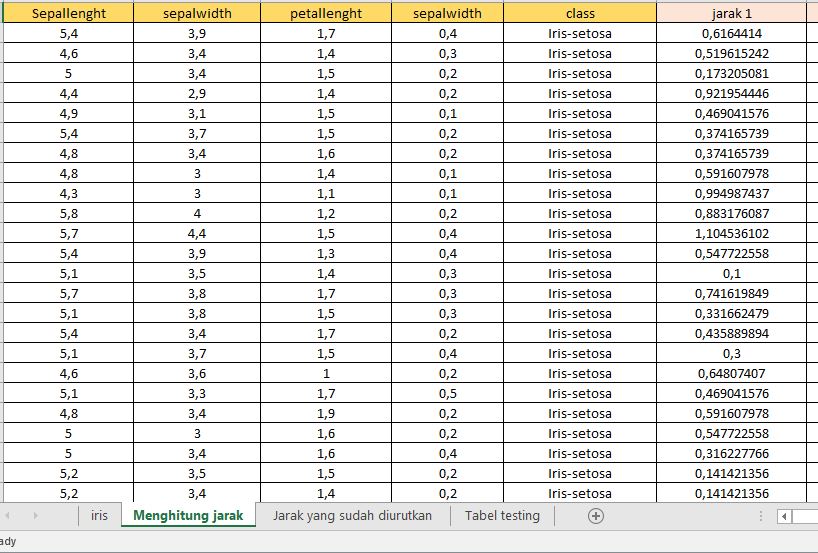 Sepallenght sepalwidth petallenght sepalwidth class jarak 1
5,4 3,9 1,7 0,4 Iris-setosa 0,6164414
4,6 3,4 1,4 0,3 Iris-setosa 0,519615242
5 3,4 1,5 0,2 Iris-setosa 0,173205081
4,4 2,9 1,4 0,2 Iris-setosa 0,921954446
4,9 3,1 1,5 0,1 Iris-setosa 0,469041576
5,4 3,7 1,5 0,2 Iris-setosa 0,374165739
4,8 3,4 1,6 0,2 Iris-setosa 0,374165739
4,8 3 1,4 0,1 Iris-setosa 0,591607978
4,3 3 1,1 0,1 Iris-setosa 0,994987437
5,8 4 1,2 0,2 Iris-setosa 0,883176087
5,7 4,4 1,5 0,4 Iris-setosa 1,104536102
5,4 3,9 1,3 0,4 Iris-setosa 0,547722558
5,1 3,5 1,4 0,3 Iris-setosa 0,1
5,7 3,8 1,7 0,3 Iris-setosa 0,741619849
5,1 3,8 1,5 0,3 Iris-setosa 0,331662479
5,4 3,4 1,7 0,2 Iris-setosa 0,435889894
5,1 3,7 1,5 0,4 Iris-setosa 0,3
4,6 3,6 1 0,2 Iris-setosa 0,64807407
5,1 3,3 1,7 0,5 Iris-setosa 0,469041576
4,8 3,4 1,9 0,2 Iris-setosa 0,591607978
5 3 1,6 0,2 Iris-setosa 0,547722558
5 3,4 1,6 0,4 Iris-setosa 0,316227766
5,2 3,5 1,5 0,2 Iris-setosa 0,141421356
5,2 3,4 1,4 0,2 Iris-setosa 0,141421356
iris Menghitung jarak Jarak yang sudah diurutkan Tabel testing
ady